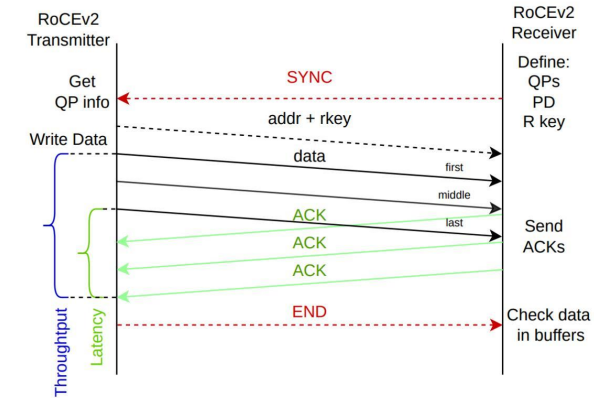 RoCEv2
Transmitter
RoCEv2
Receiver
Get
QP info
SYNC
Define:
QPs
PD
R key
addr + rkey
Write Data
data
first
middle
last
ACK
ACK
ACK
Send
ACKs
END
Check data
in buffers
Throughtput
Latency